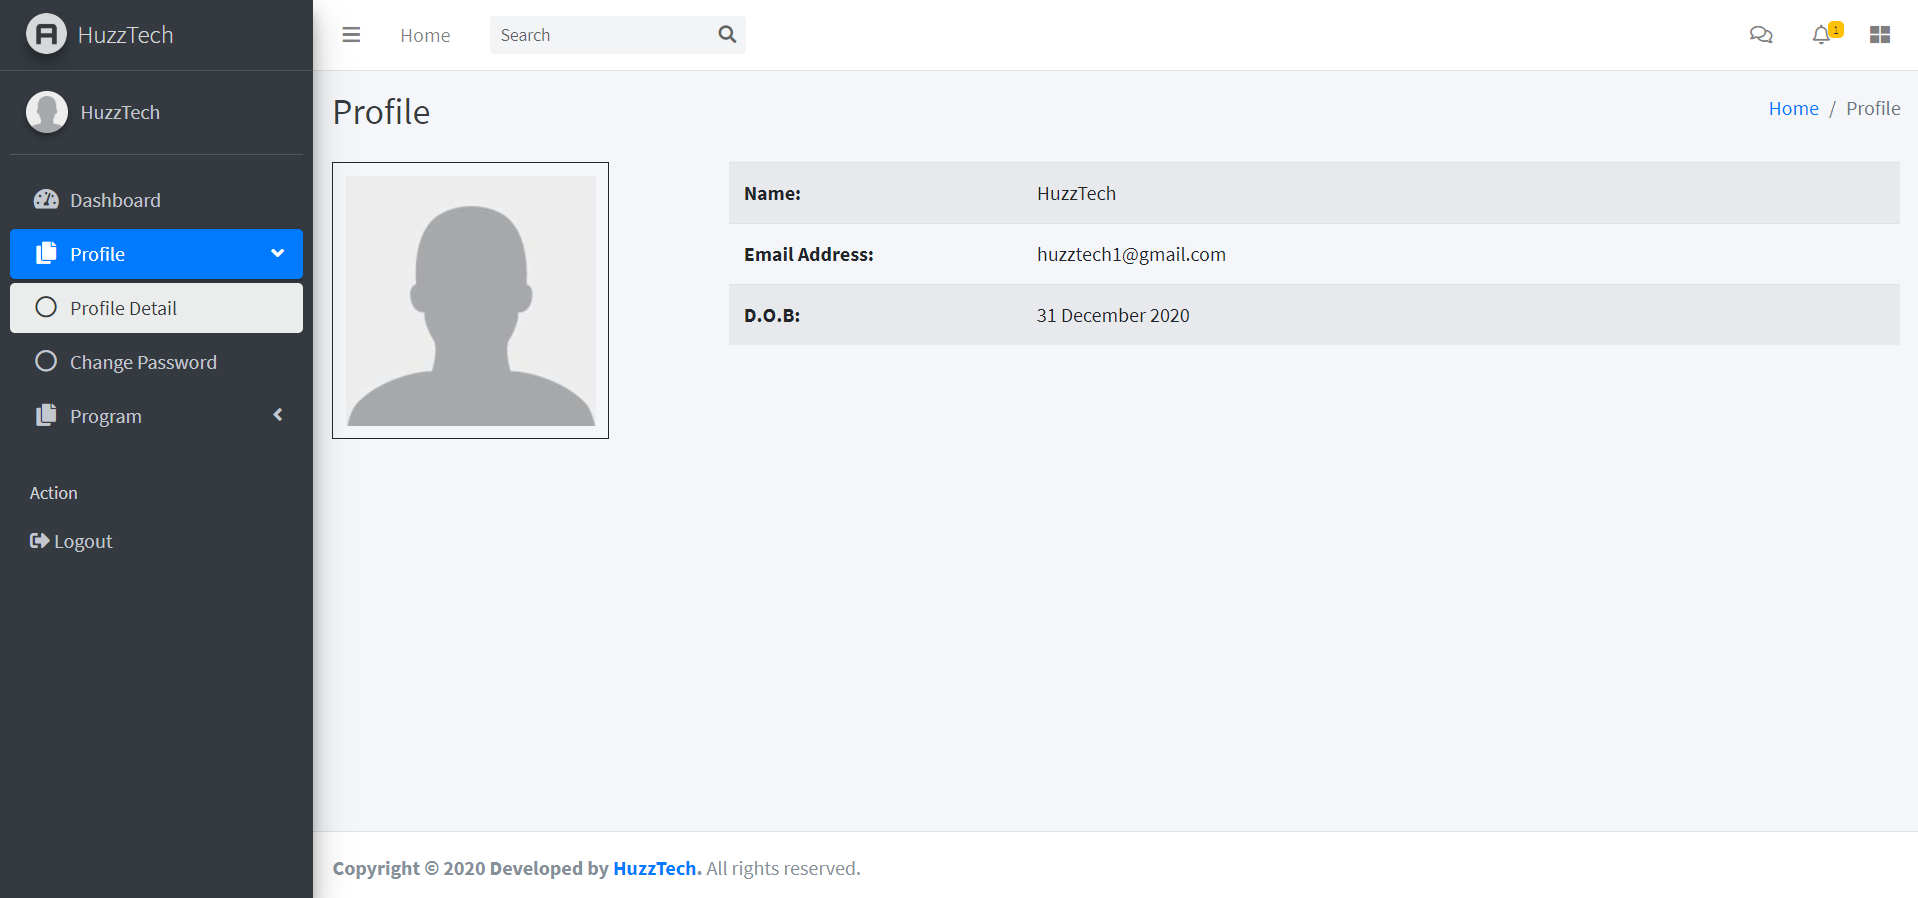 HuzzTech
HuzzTech
Dashboard
Profile
Profile Detail
Change Password
Program
Action
Logout
Home
Search
1
Profile
Home / Profile
Name: HuzzTech
Email Address: huzztech1@gmail.com
D.O.B: 31 December 2020
Copyright © 2020 Developed by HuzzTech. All rights reserved.